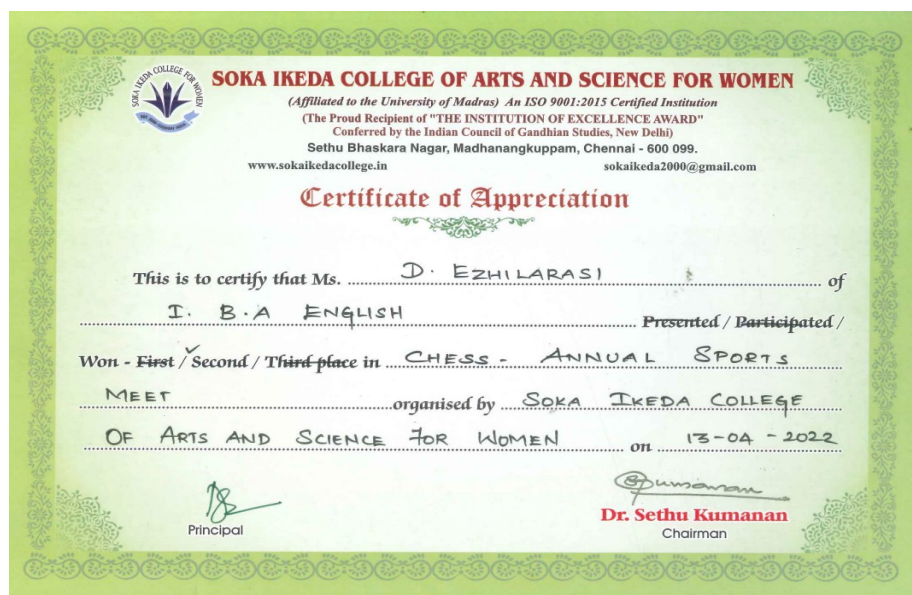 SOKA IKEDA COLLEGE FOR WOMEN
SOKA IKEDA COLLEGE OF ARTS AND SCIENCE FOR WOMEN
(Affiliated to the University of Madras) An ISO 9001:2015 Certified Institution
(The Proud Recipient of "THE INSTITUTION OF EXCELLENCE AWARD"
Conferred by the Indian Council of Gandhian Studies, New Delhi)
Sethu Bhaskara Nagar, Madhanangkuppam, Chennai - 600 099.
www.sokaikedacollege.in sokaikeda2000@gmail.com
Certificate of Appreciation
This is to certify that Ms. D. EZHILARASI of
I. B.A ENGLISH Presented / Participated /
Won - First / Second / Third place in CHESS - ANNUAL SPORTS
MEET organised by SOKA IKEDA COLLEGE
OF ARTS AND SCIENCE FOR WOMEN on 13-04-2022
Principal
Dr. Sethu Kumanan
Chairman